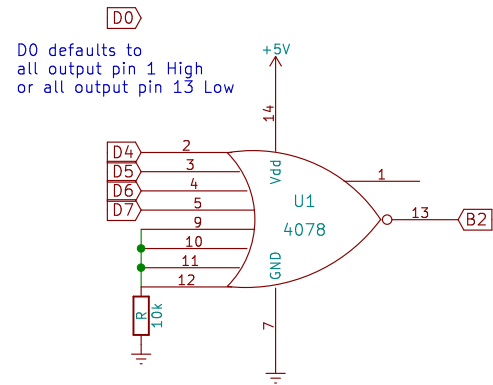 D0
D0 defaults to
all output pin 1 High
or all output pin 13 Low
+5V
14
Vdd
D4 2
D5 3
D6 4
D7 5
1
U1
4078
13 B2
9
10
11
12
GND
R 10k
7